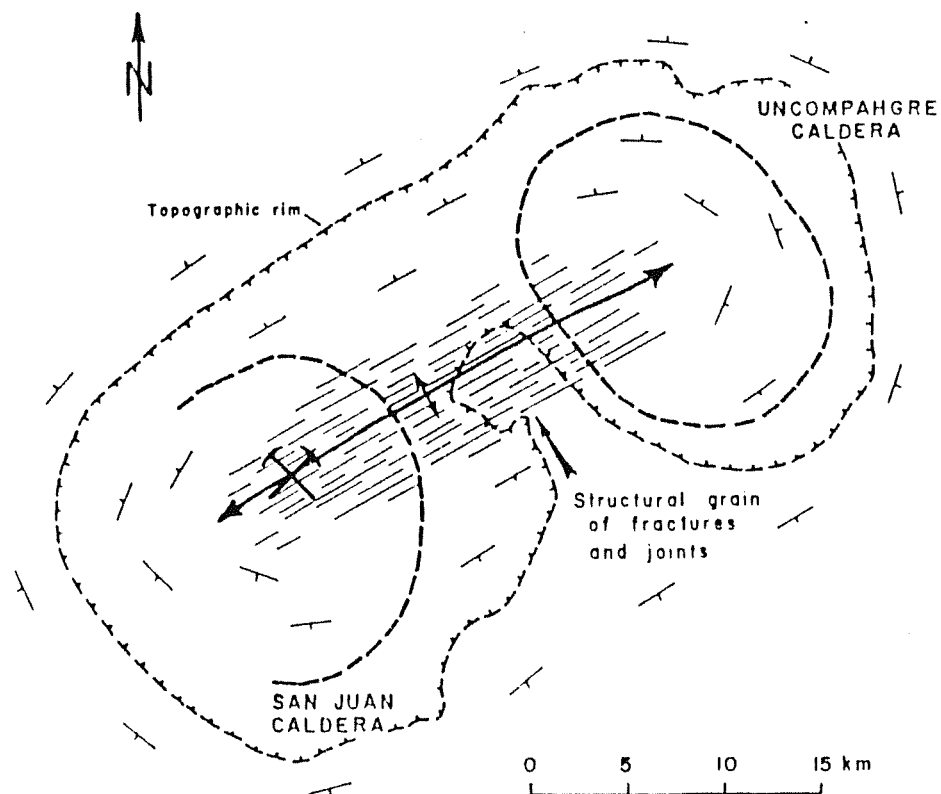 N
UNCOMPAHGRE
CALDERA
Topographic rim
Structural grain
of fractures
and joints
SAN JUAN
CALDERA
0 5 10 15 km